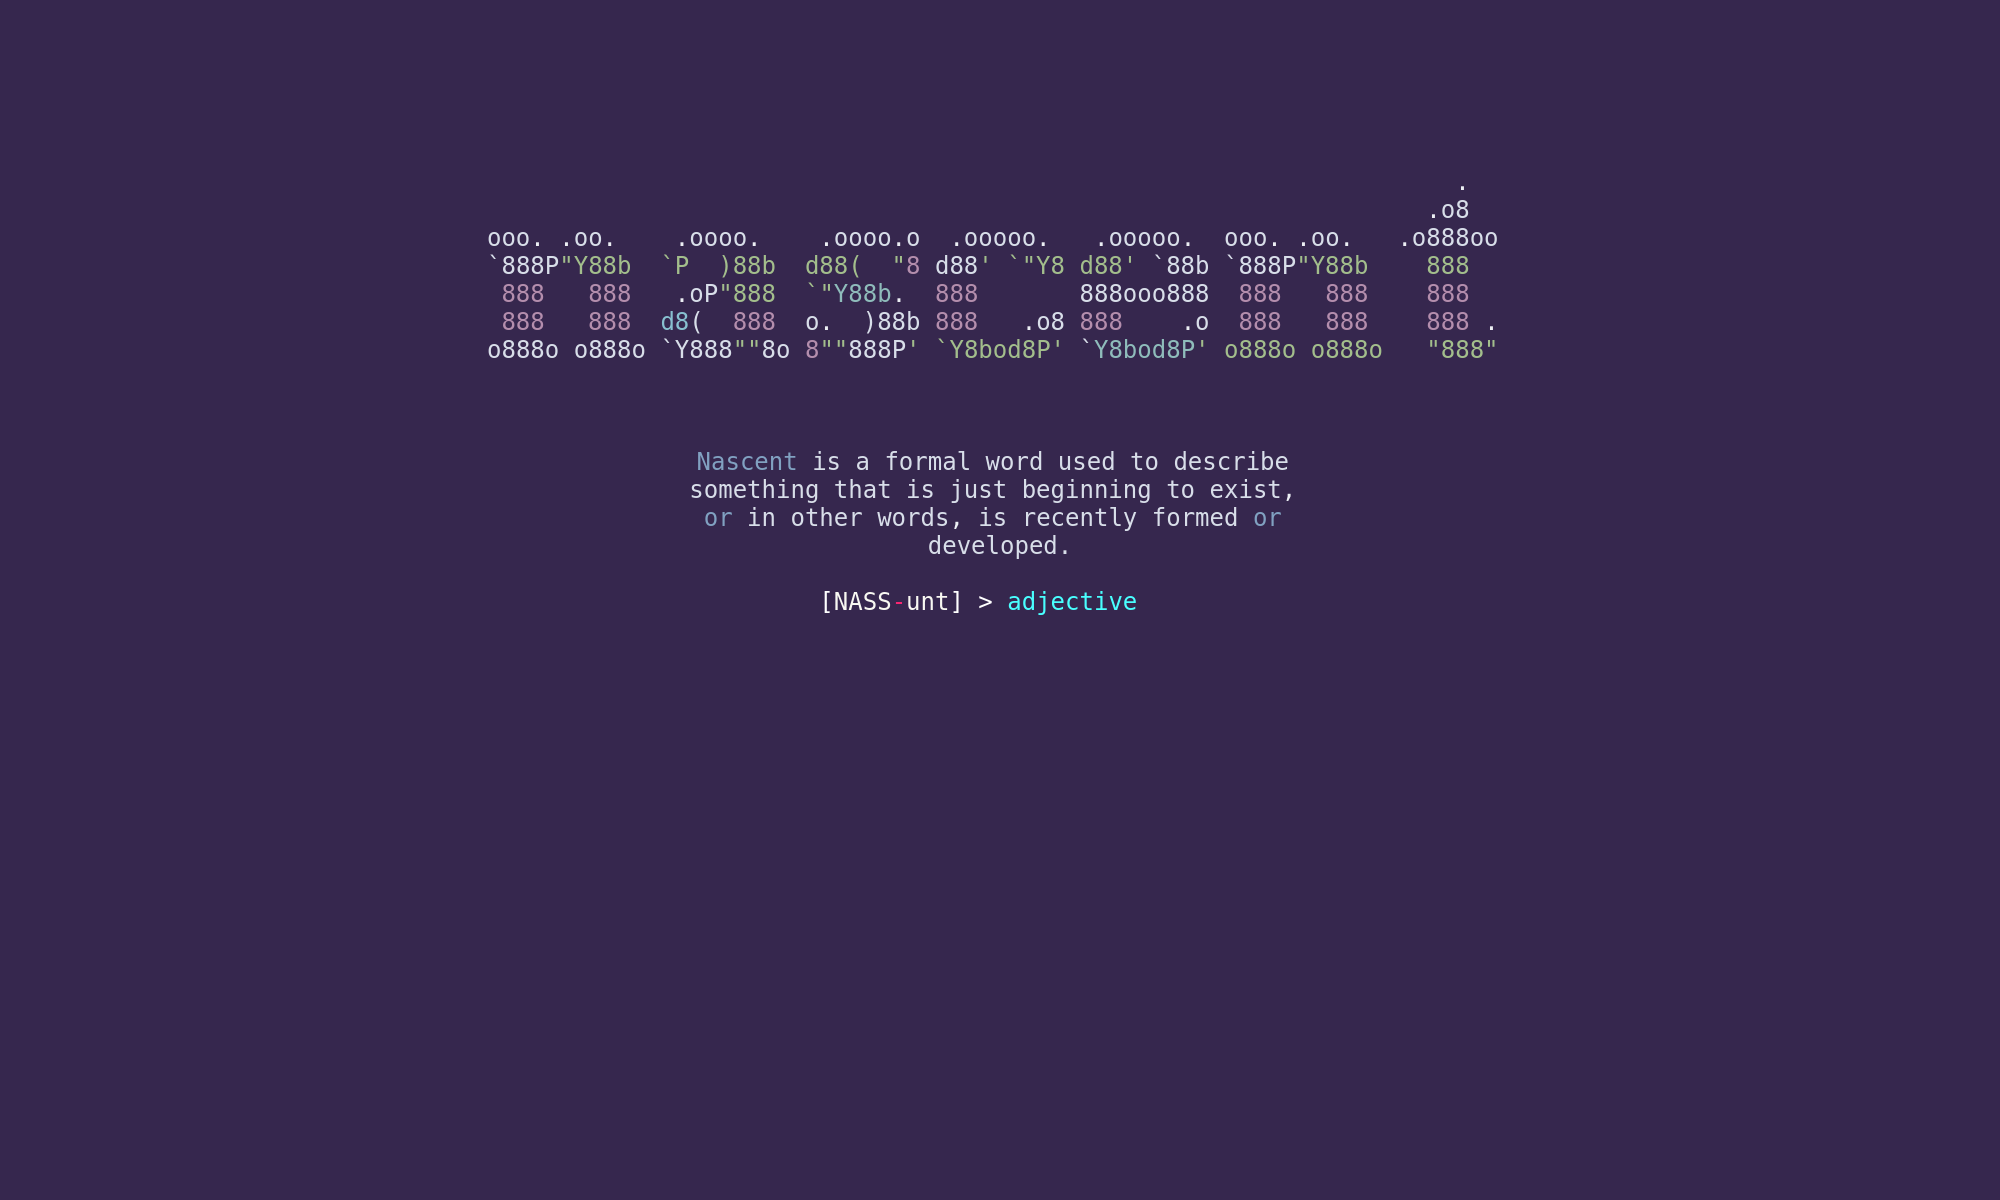 .
                                                                 .o8
ooo. .oo.    .oooo.    .oooo.o  .ooooo.   .ooooo.  ooo. .oo.   .o888oo
`888P"Y88b  `P  )88b  d88(  "8 d88' `"Y8 d88' `88b `888P"Y88b    888
 888   888   .oP"888  `"Y88b.  888       888ooo888  888   888    888
 888   888  d8(  888  o.  )88b 888   .o8 888    .o  888   888    888 .
o888o o888o `Y888""8o 8""888P' `Y8bod8P' `Y8bod8P' o888o o888o   "888"
Nascent is a formal word used to describe
something that is just beginning to exist,
or in other words, is recently formed or
developed.
[NASS-unt] > adjective